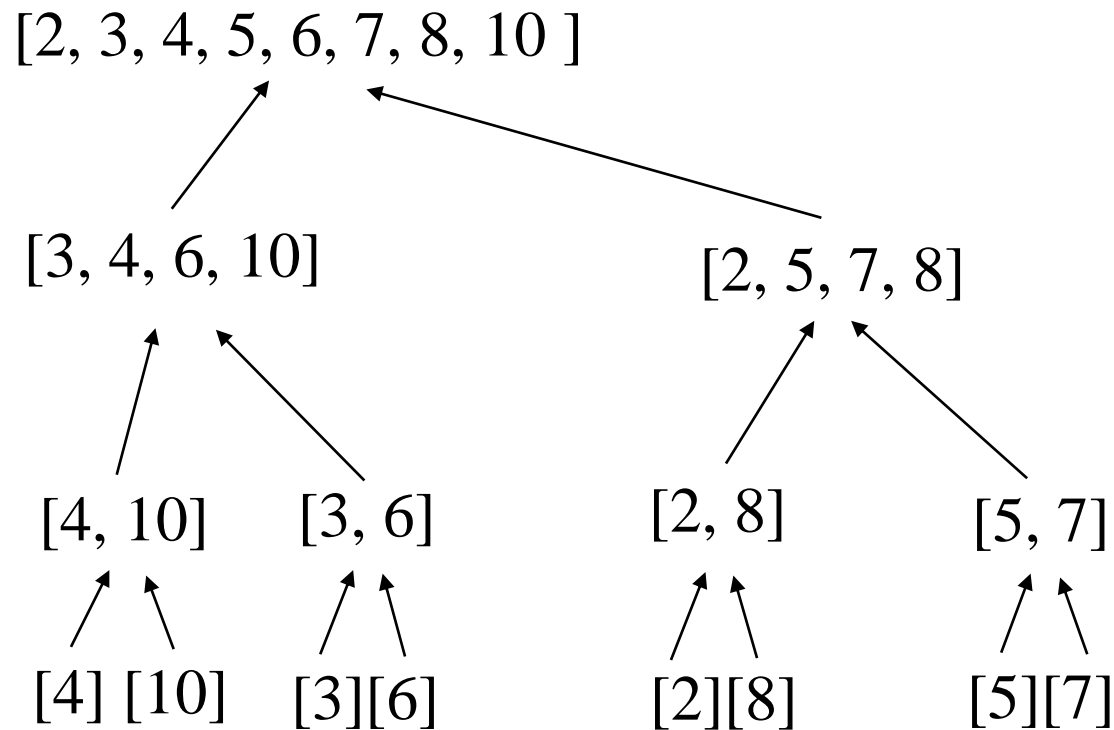 [2, 3, 4, 5, 6, 7, 8, 10 ]
[3, 4, 6, 10]
[2, 5, 7, 8]
[4, 10]
[3, 6]
[2, 8]
[5, 7]
[4] [10]
[3][6]
[2][8]
[5][7]